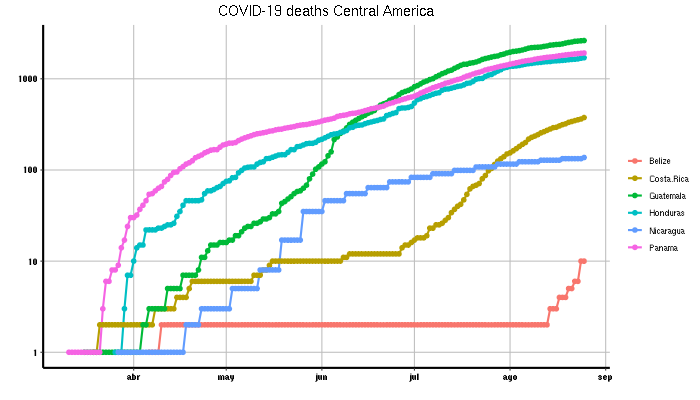 COVID-19 deaths Central America
1000
100
10
1
abr
may
jun
jul
ago
sep
Belize
Costa.Rica
Guatemala
Honduras
Nicaragua
Panama